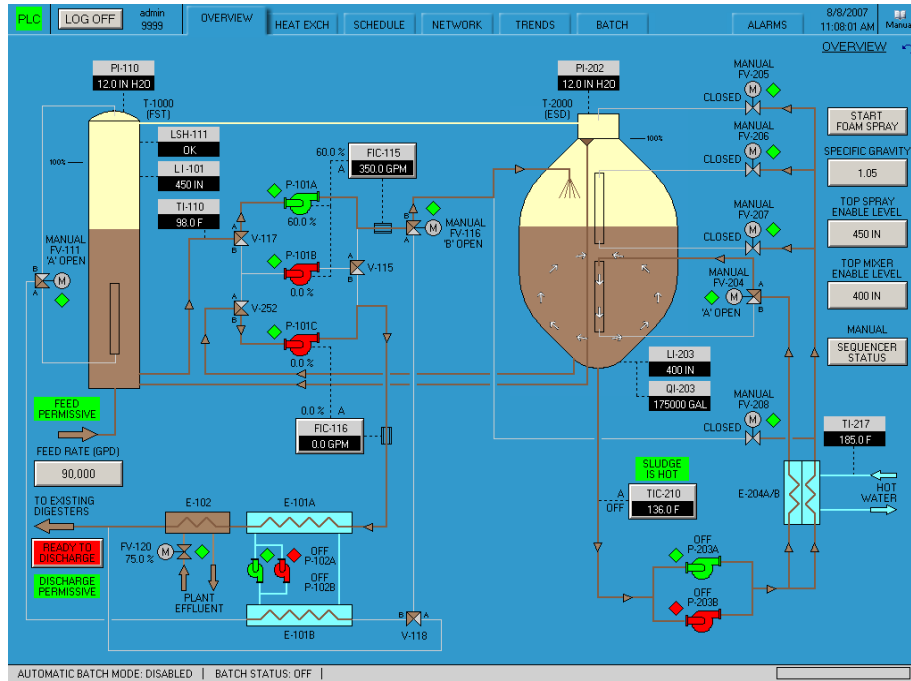 PLC
LOG OFF
admin
9999
OVERVIEW
HEAT EXCH
SCHEDULE
NETWORK
TRENDS
BATCH
ALARMS
8/8/2007
11:08:01 AM
Manua
OVERVIEW
PI-110
12.0 IN H2O
T-1000
(FST)
LSH-111
OK
100%
LI-101
450 IN
TI-110
98.0 F
MANUAL
FV-111
'A' OPEN
B
M
A
FEED
PERMISSIVE
FEED RATE (GPD)
90,000
TO EXISTING
DIGESTERS
READY TO
DISCHARGE
DISCHARGE
PERMISSIVE
60.0 %
A
FIC-115
350.0 GPM
P-101A
60.0 %
A
V-117
B
P-101B
0.0 %
A
V-115
B
A
V-252
B
P-101C
0.0 %
B
A
M
MANUAL
FV-116
'B' OPEN
0.0 %
A
FIC-116
0.0 GPM
E-102
E-101A
FV-120
75.0 %
M
PLANT
EFFLUENT
OFF
P-102A
OFF
P-102B
E-101B
B
A
V-118
PI-202
12.0 IN H2O
T-2000
(ESD)
100%
MANUAL
FV-205
M
CLOSED
MANUAL
FV-206
M
CLOSED
MANUAL
FV-207
M
CLOSED
MANUAL
FV-204
M
A
B
'A' OPEN
LI-203
400 IN
QI-203
175000 GAL
MANUAL
FV-208
M
CLOSED
SLUDGE
IS HOT
A
OFF
TIC-210
136.0 F
OFF
P-203A
OFF
P-203B
E-204A/B
TI-217
185.0 F
HOT
WATER
START
FOAM SPRAY
SPECIFIC GRAVITY
1.05
TOP SPRAY
ENABLE LEVEL
450 IN
TOP MIXER
ENABLE LEVEL
400 IN
MANUAL
SEQUENCER
STATUS
AUTOMATIC BATCH MODE: DISABLED | BATCH STATUS: OFF |